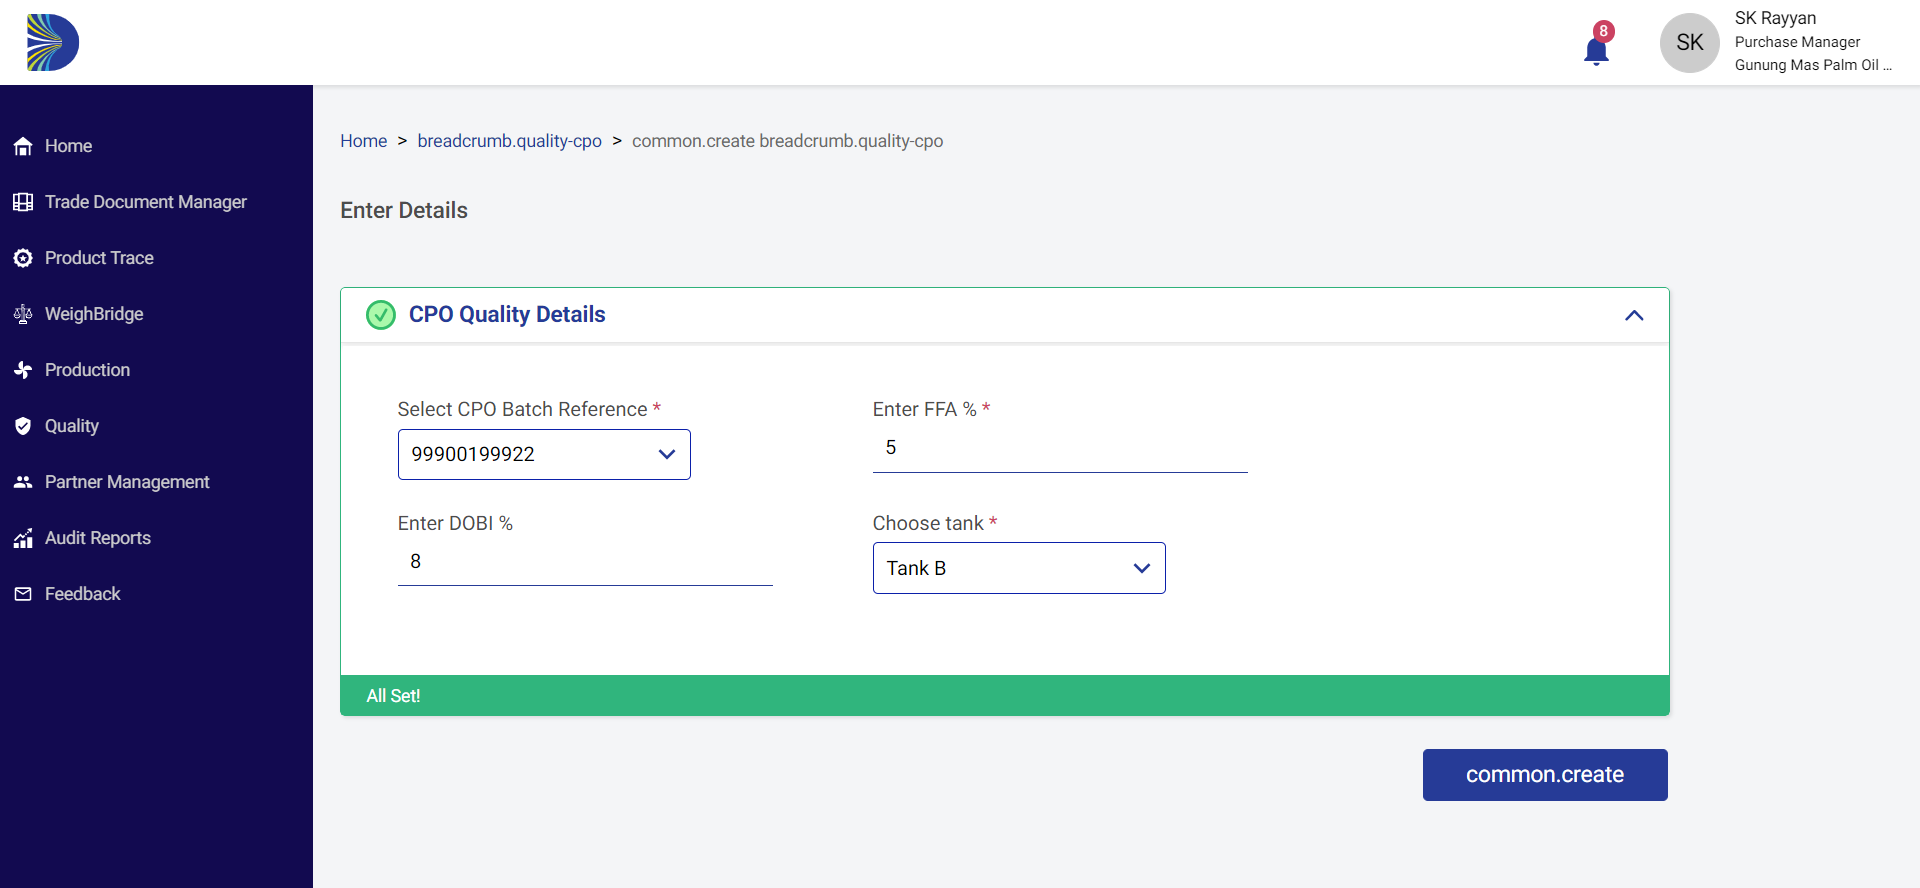 8
SK
SK Rayyan
Purchase Manager
Gunung Mas Palm Oil ...
Home
Trade Document Manager
Product Trace
WeighBridge
Production
Quality
Partner Management
Audit Reports
Feedback
Home > breadcrumb.quality-cpo > common.create breadcrumb.quality-cpo
Enter Details
CPO Quality Details
Select CPO Batch Reference *
99900199922
Enter FFA % *
5
Enter DOBI %
8
Choose tank *
Tank B
All Set!
common.create